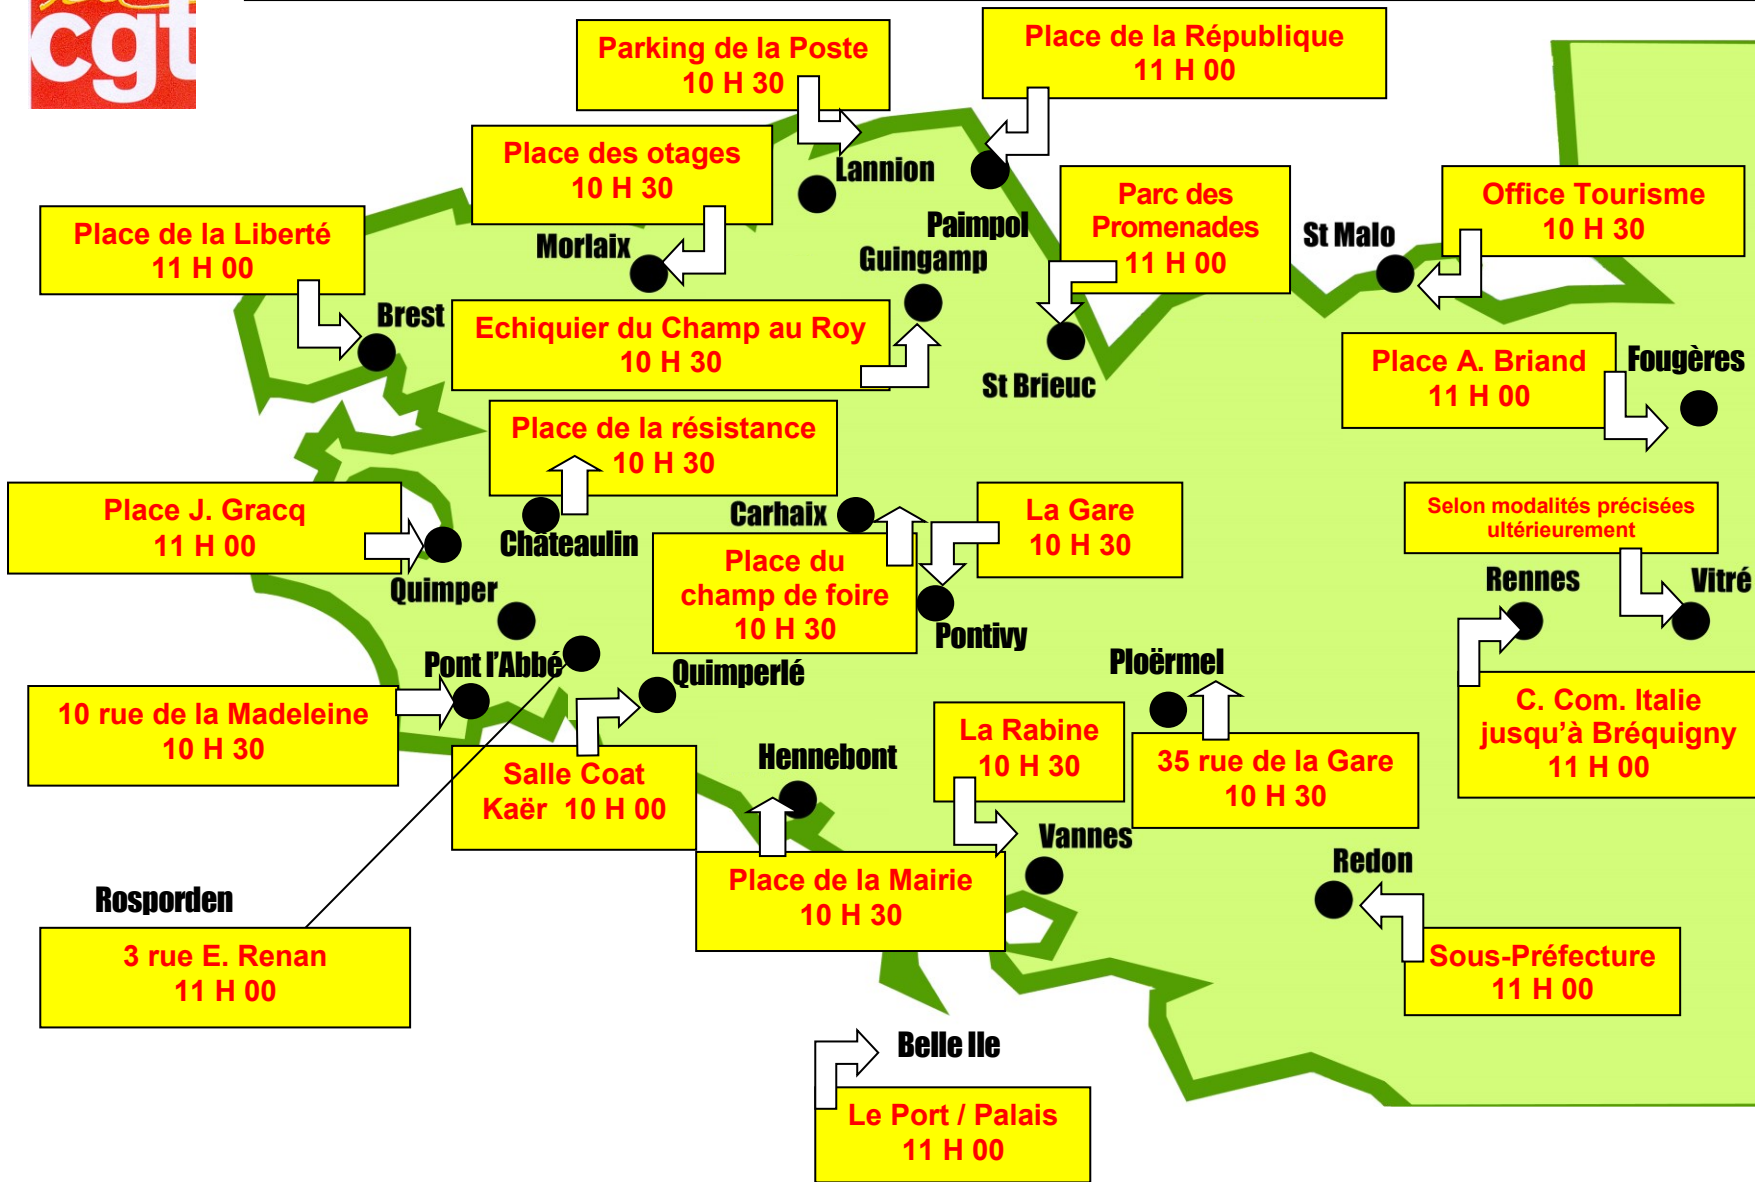 cgt
Parking de la Poste
10 H 30
Place de la République
11 H 00
Place des otages
10 H 30
Lannion
Paimpol
Parc des
Promenades
11 H 00
Office Tourisme
10 H 30
St Malo
Place de la Liberté
11 H 00
Morlaix
Guingamp
Brest
Echiquier du Champ au Roy
10 H 30
St Brieuc
Place A. Briand
11 H 00
Fougères
Place de la résistance
10 H 30
Place J. Gracq
11 H 00
Chateaulin
Carhaix
La Gare
10 H 30
Selon modalités précisées
ultérieurement
Place du
champ de foire
10 H 30
Quimper
Pontivy
Rennes
Vitré
Pont l'Abbé
Quimperlé
Ploërmel
10 rue de la Madeleine
10 H 30
Salle Coat
Kaër 10 H 00
Hennebont
La Rabine
10 H 30
35 rue de la Gare
10 H 30
C. Com. Italie
jusqu'à Bréquigny
11 H 00
Vannes
Redon
Place de la Mairie
10 H 30
Rosporden
3 rue E. Renan
11 H 00
Sous-Préfecture
11 H 00
Belle Ile
Le Port / Palais
11 H 00